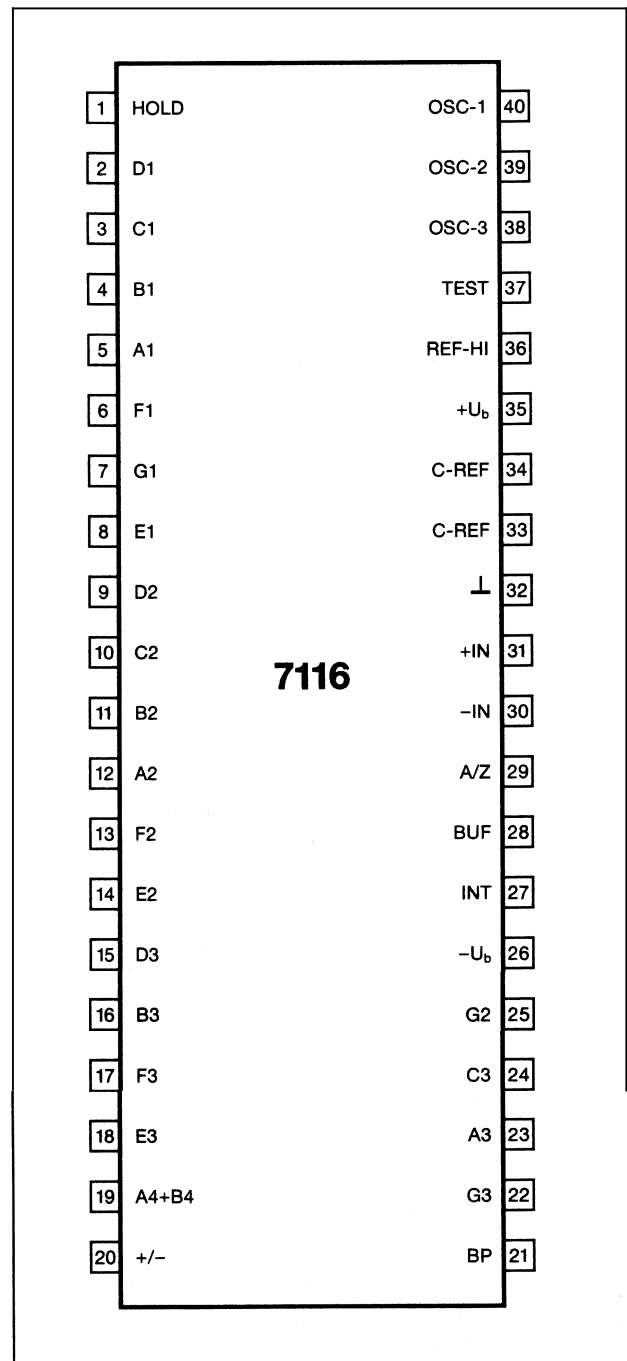 1 HOLD OSC-1 40
2 D1 OSC-2 39
3 C1 OSC-3 38
4 B1 TEST 37
5 A1 REF-HI 36
6 F1 +Ub 35
7 G1 C-REF 34
8 E1 C-REF 33
9 D2 ⊥ 32
10 C2 +IN 31
7116
11 B2 −IN 30
12 A2 A/Z 29
13 F2 BUF 28
14 E2 INT 27
15 D3 −Ub 26
16 B3 G2 25
17 F3 C3 24
18 E3 A3 23
19 A4+B4 G3 22
20 +/− BP 21